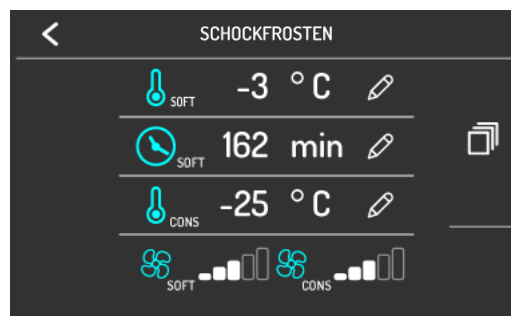 SCHOCKFROSTEN
SOFT -3 °C
SOFT 162 min
CONS -25 °C
SOFT CONS